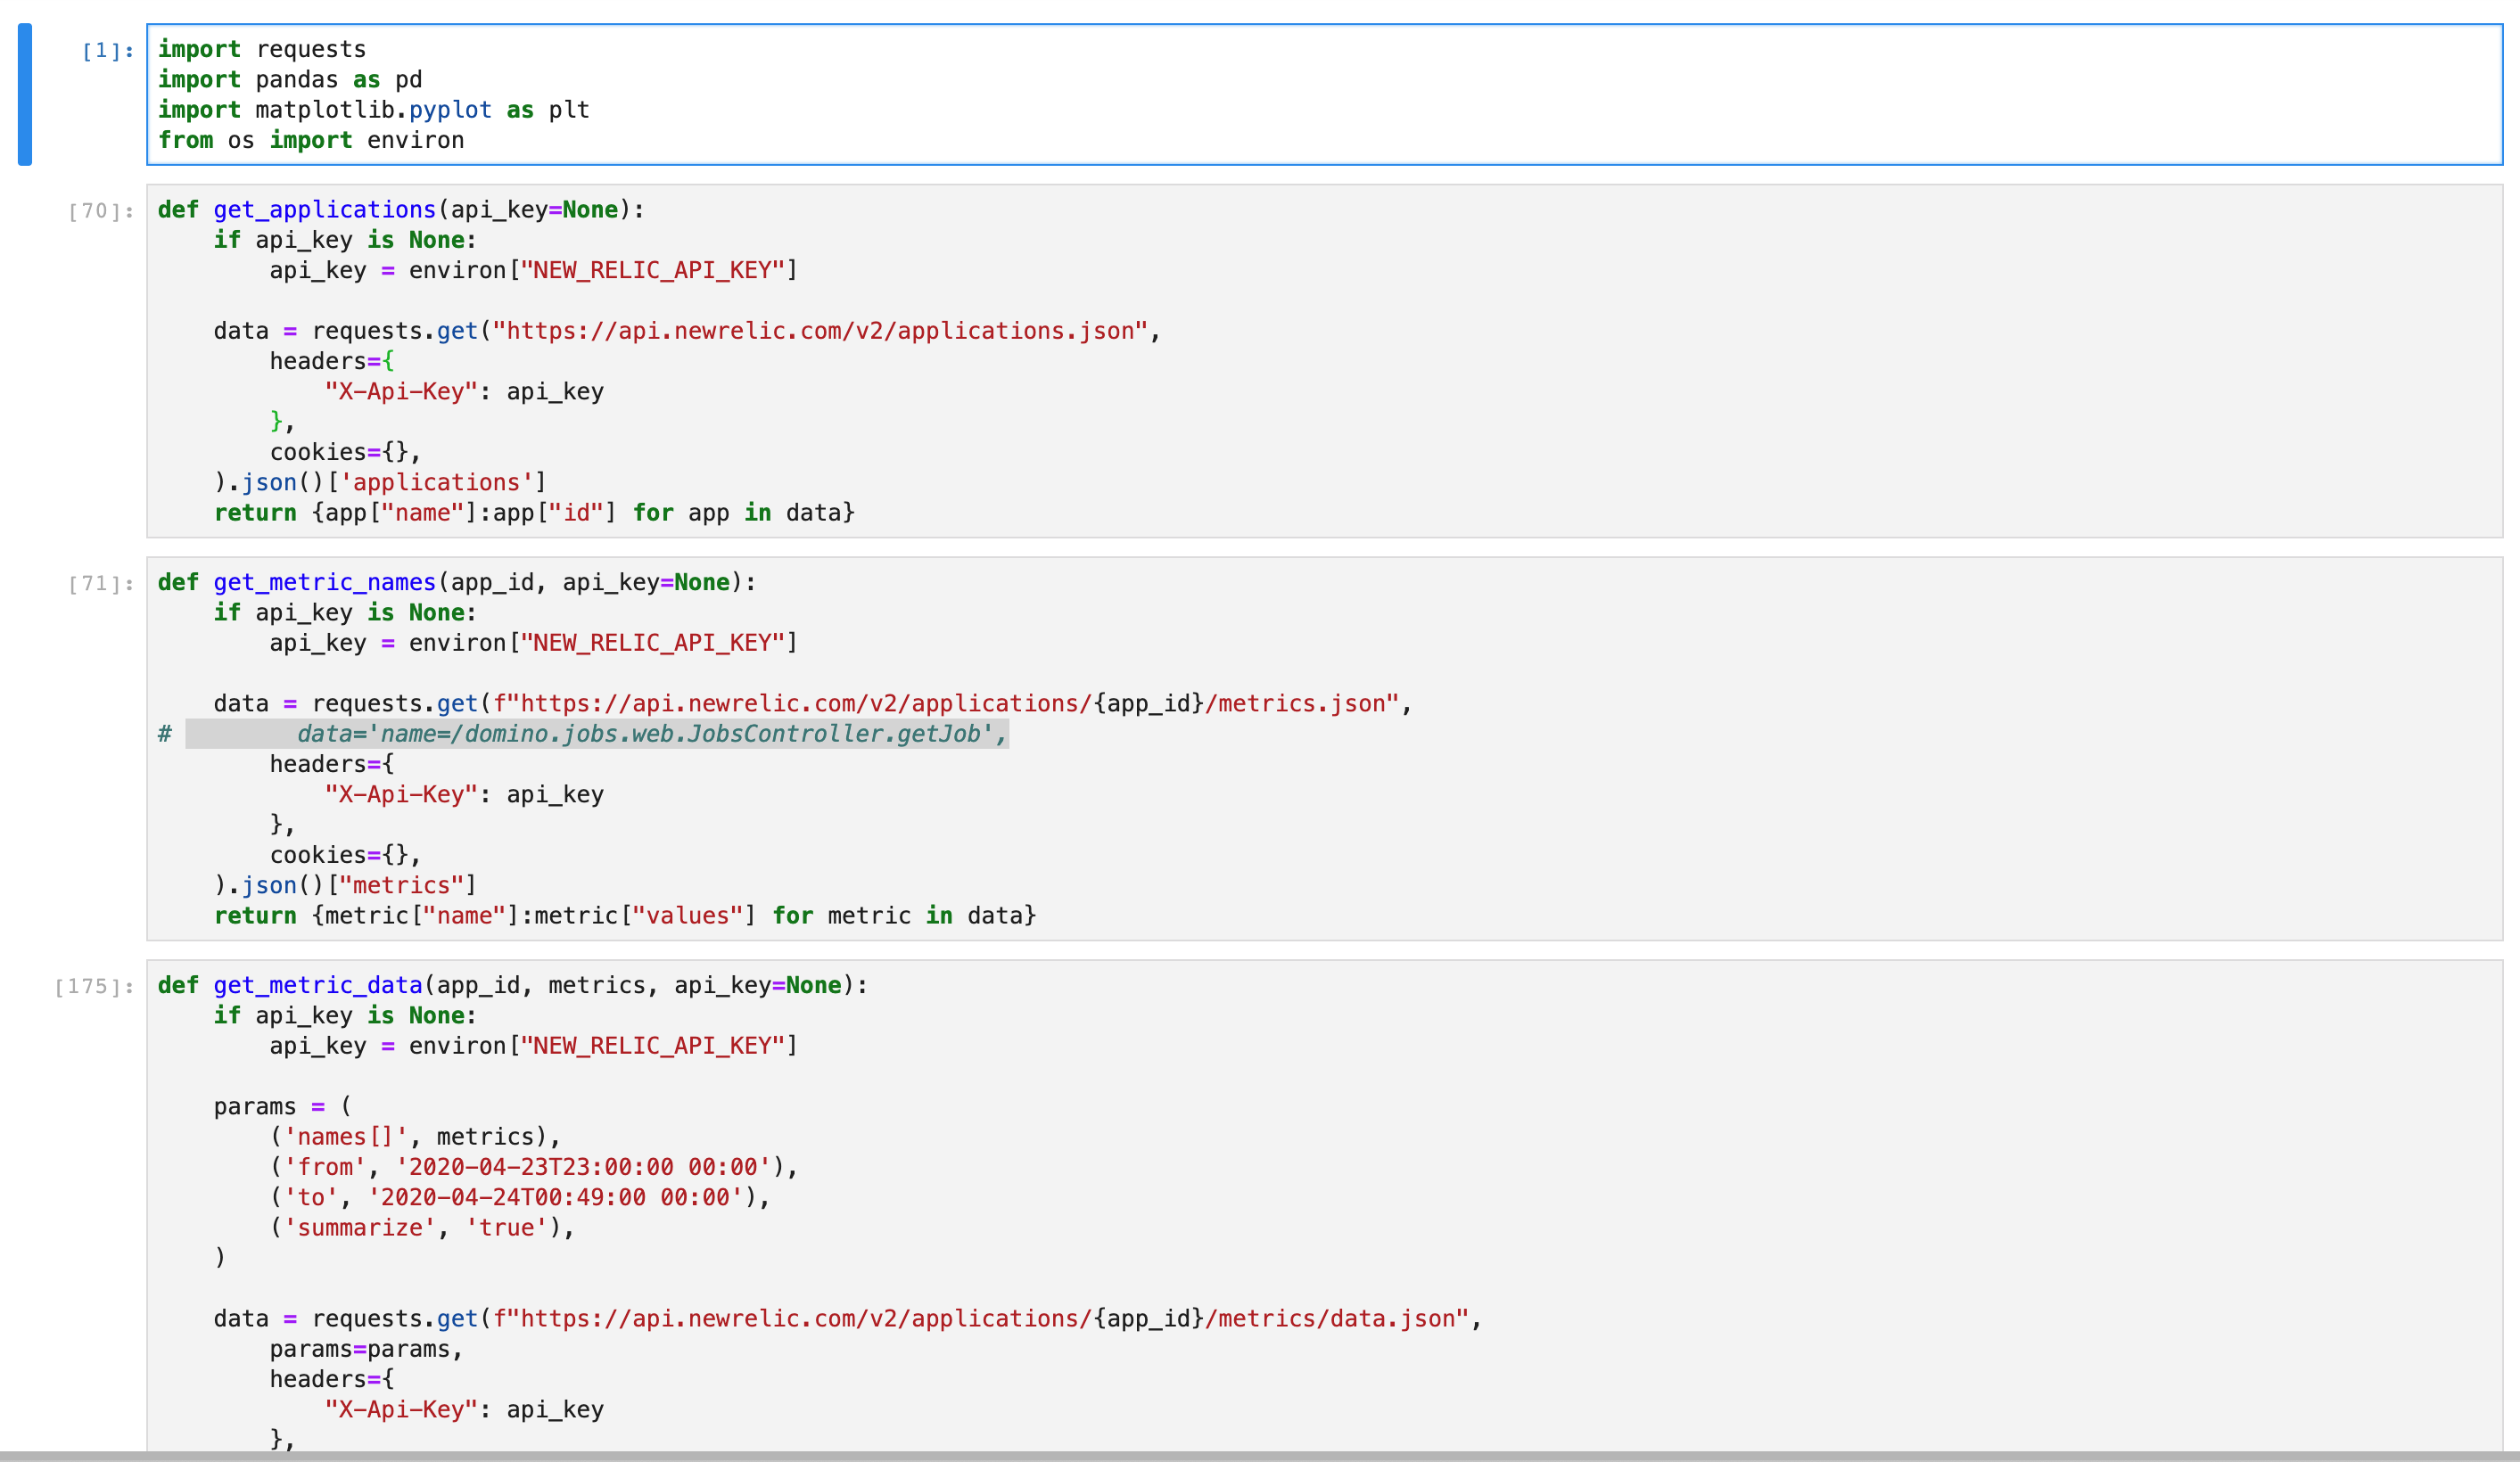 [1]: import requests
import pandas as pd
import matplotlib.pyplot as plt
from os import environ
[70]: def get_applications(api_key=None):
    if api_key is None:
        api_key = environ["NEW_RELIC_API_KEY"]

    data = requests.get("https://api.newrelic.com/v2/applications.json",
        headers={
            "X-Api-Key": api_key
        },
        cookies={},
    ).json()['applications']
    return {app["name"]:app["id"] for app in data}
[71]: def get_metric_names(app_id, api_key=None):
    if api_key is None:
        api_key = environ["NEW_RELIC_API_KEY"]

    data = requests.get(f"https://api.newrelic.com/v2/applications/{app_id}/metrics.json",
#         data='name=/domino.jobs.web.JobsController.getJob',
        headers={
            "X-Api-Key": api_key
        },
        cookies={},
    ).json()["metrics"]
    return {metric["name"]:metric["values"] for metric in data}
[175]: def get_metric_data(app_id, metrics, api_key=None):
    if api_key is None:
        api_key = environ["NEW_RELIC_API_KEY"]

    params = (
        ('names[]', metrics),
        ('from', '2020-04-23T23:00:00 00:00'),
        ('to', '2020-04-24T00:49:00 00:00'),
        ('summarize', 'true'),
    )

    data = requests.get(f"https://api.newrelic.com/v2/applications/{app_id}/metrics/data.json",
        params=params,
        headers={
            "X-Api-Key": api_key
        },